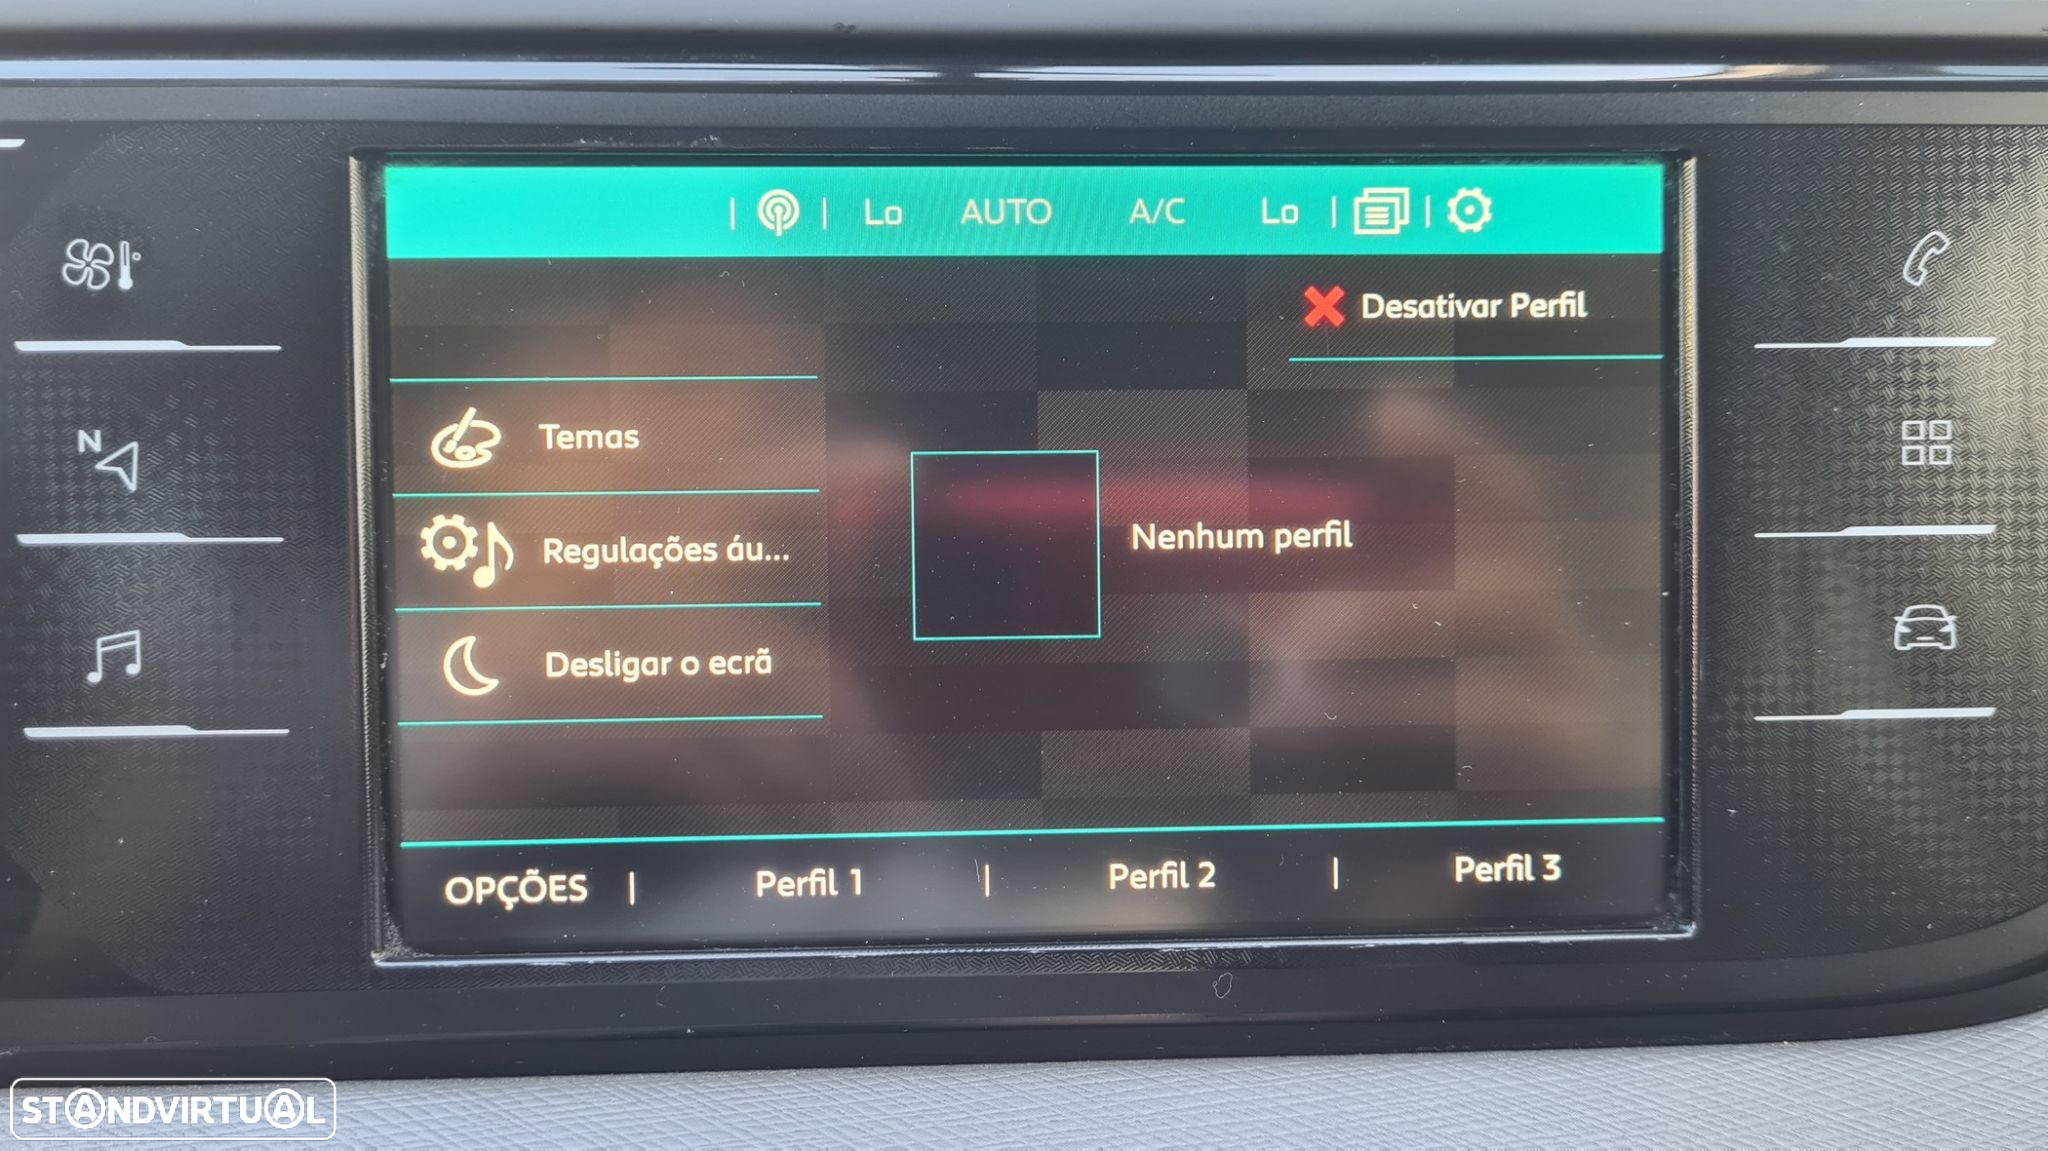 Lo AUTO A/C Lo
Desativar Perfil
N
Temas
Regulações áu...
Nenhum perfil
Desligar o ecrã
OPÇÕES | Perfil 1 | Perfil 2 | Perfil 3
STANDVIRTUAL